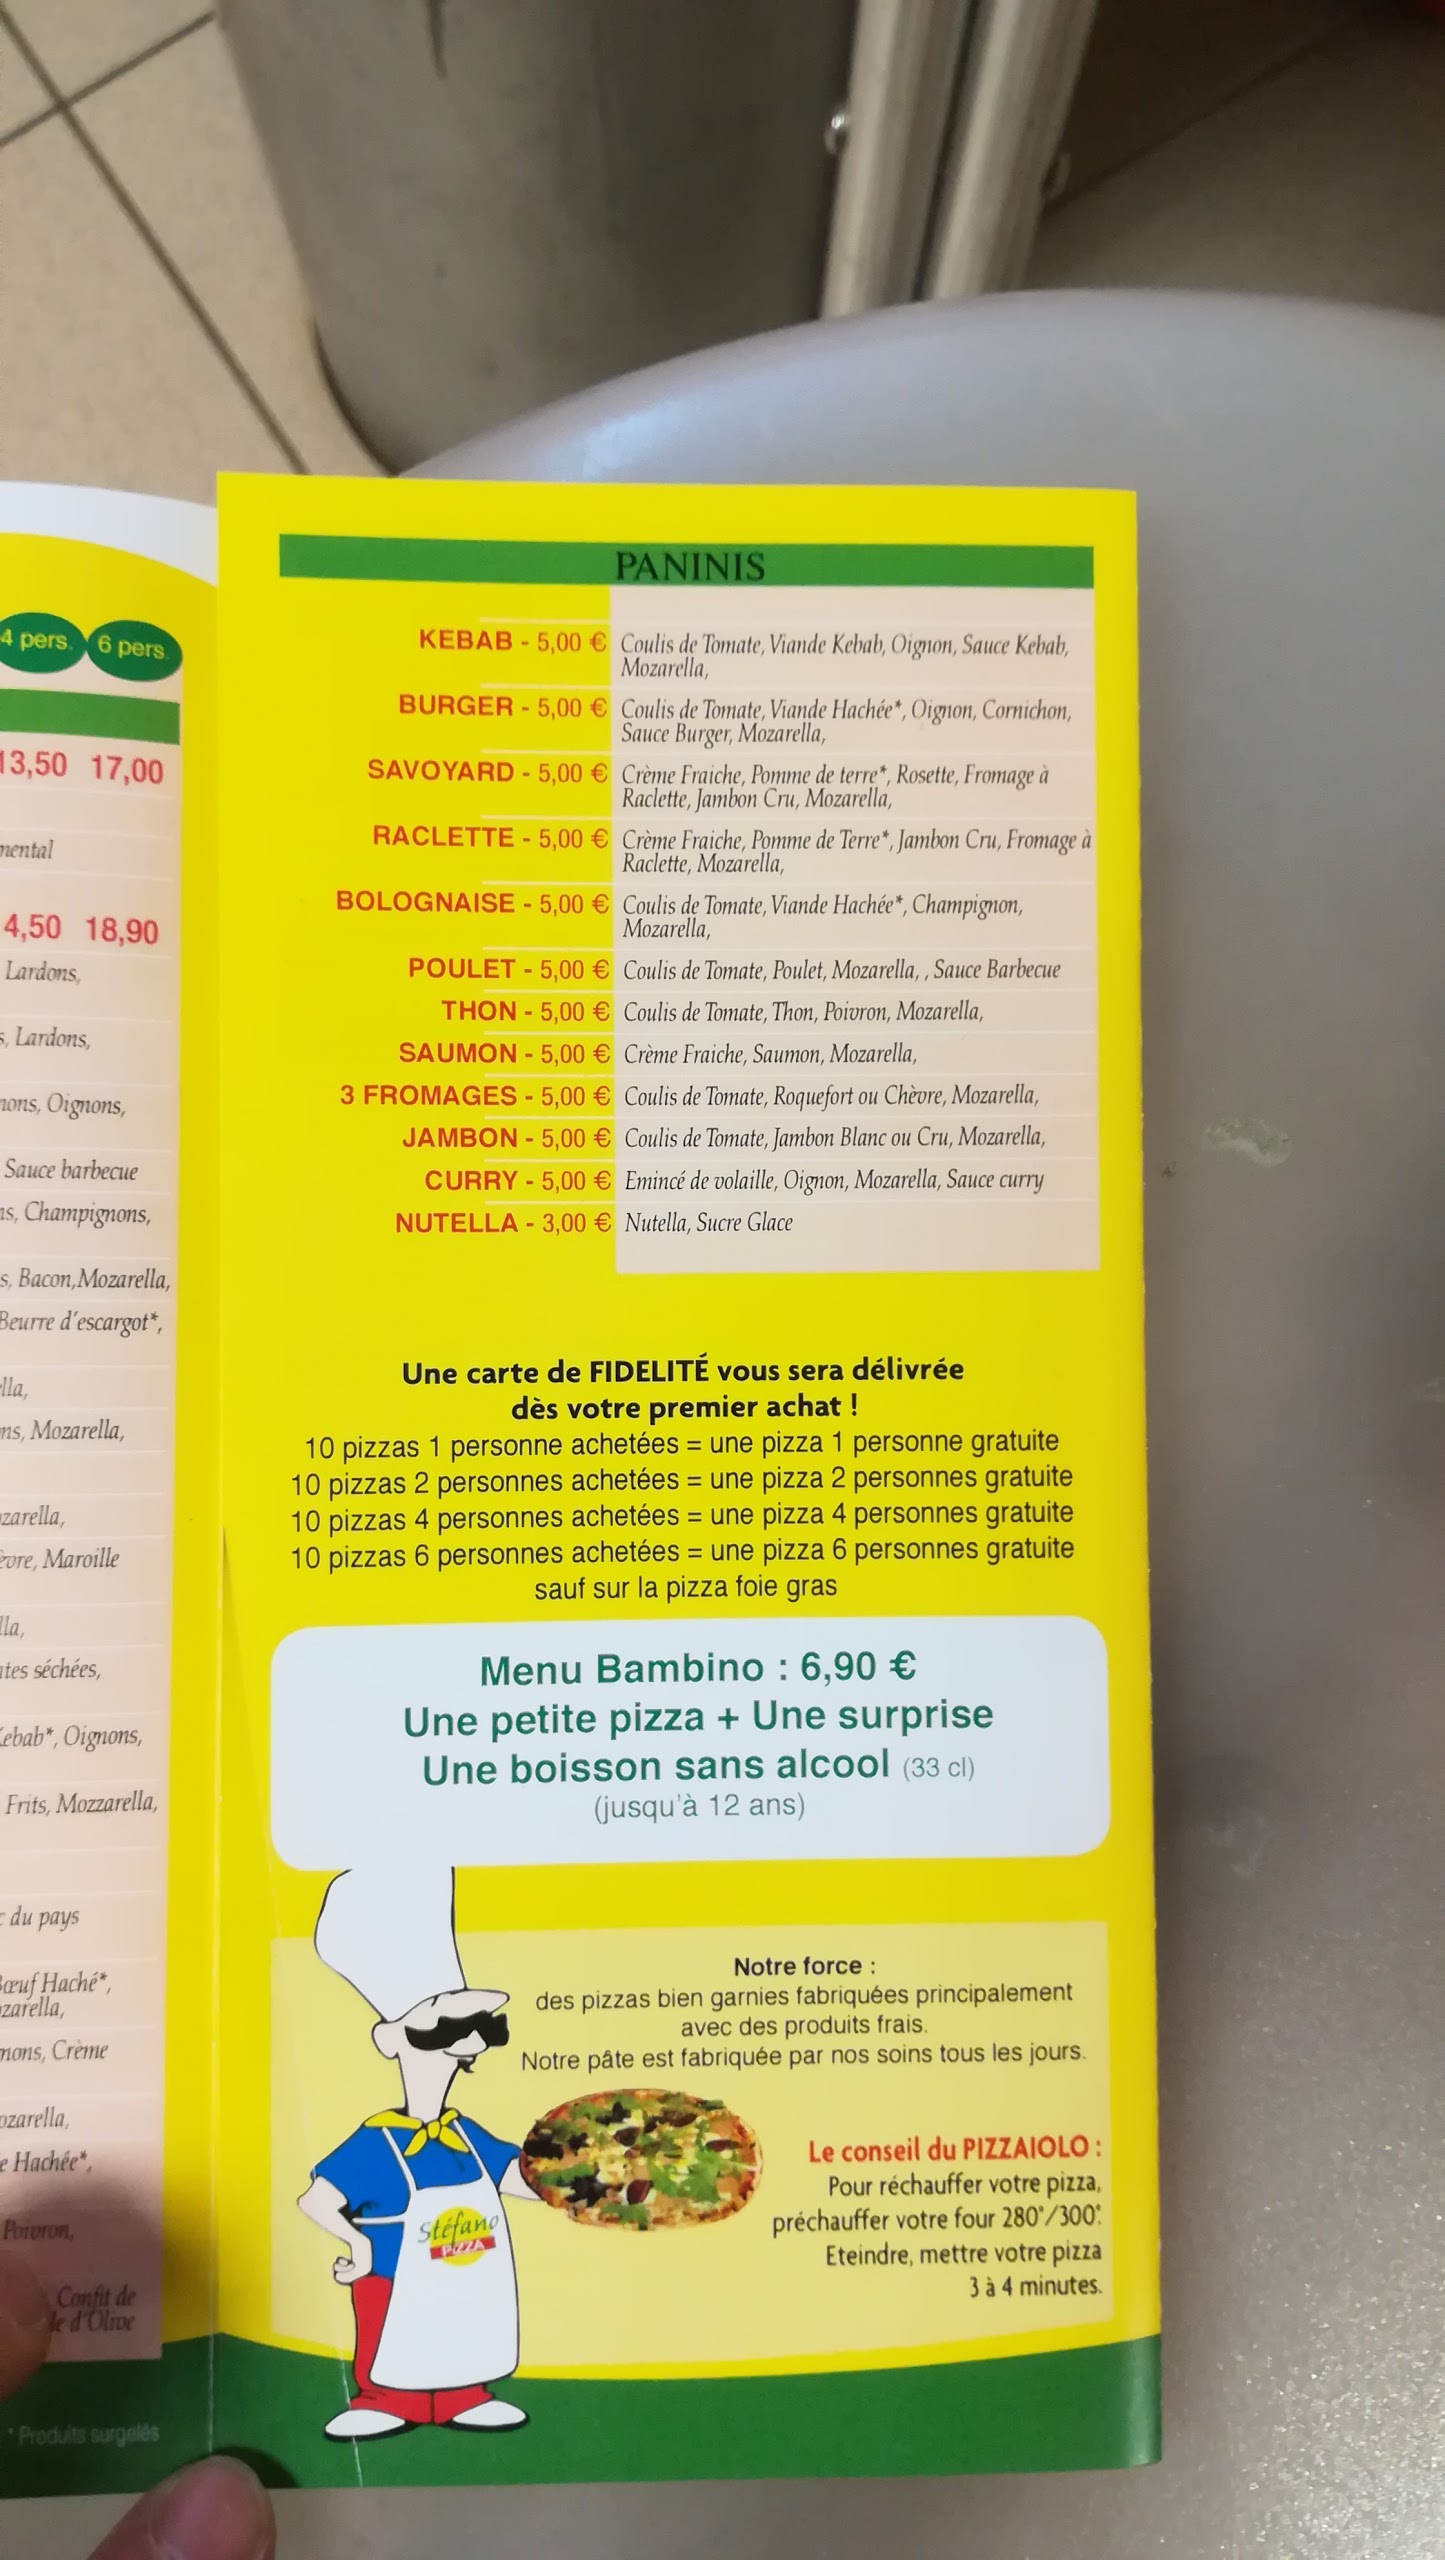 4 pers. 6 pers.
13,50 17,00
4,50 18,90
Lardons,
Lardons,
Oignons,
Sauce barbecue
Champignons,
Bacon,Mozarella,
Beurre d'escargot*,
Mozarella,
Maroille
séchées,
Oignons,
Frits, Mozzarella,
du pays
Bœuf Haché*,
Crème
Hachée*,
Poivron,
Confit de
d'Olive
* Produits surgelés
PANINIS
KEBAB - 5,00 € Coulis de Tomate, Viande Kebab, Oignon, Sauce Kebab,
Mozarella,
BURGER - 5,00 € Coulis de Tomate, Viande Hachée*, Oignon, Cornichon,
Sauce Burger, Mozarella,
SAVOYARD - 5,00 € Crème Fraiche, Pomme de terre*, Rosette, Fromage à
Raclette, Jambon Cru, Mozarella,
RACLETTE - 5,00 € Crème Fraiche, Pomme de Terre*, Jambon Cru, Fromage à
Raclette, Mozarella,
BOLOGNAISE - 5,00 € Coulis de Tomate, Viande Hachée*, Champignon,
Mozarella,
POULET - 5,00 € Coulis de Tomate, Poulet, Mozarella, , Sauce Barbecue
THON - 5,00 € Coulis de Tomate, Thon, Poivron, Mozarella,
SAUMON - 5,00 € Crème Fraiche, Saumon, Mozarella,
3 FROMAGES - 5,00 € Coulis de Tomate, Roquefort ou Chèvre, Mozarella,
JAMBON - 5,00 € Coulis de Tomate, Jambon Blanc ou Cru, Mozarella,
CURRY - 5,00 € Emincé de volaille, Oignon, Mozarella, Sauce curry
NUTELLA - 3,00 € Nutella, Sucre Glace
Une carte de FIDELITÉ vous sera délivrée
dès votre premier achat !
10 pizzas 1 personne achetées = une pizza 1 personne gratuite
10 pizzas 2 personnes achetées = une pizza 2 personnes gratuite
10 pizzas 4 personnes achetées = une pizza 4 personnes gratuite
10 pizzas 6 personnes achetées = une pizza 6 personnes gratuite
sauf sur la pizza foie gras
Menu Bambino : 6,90 €
Une petite pizza + Une surprise
Une boisson sans alcool (33 cl)
(jusqu'à 12 ans)
Notre force :
des pizzas bien garnies fabriquées principalement
avec des produits frais.
Notre pâte est fabriquée par nos soins tous les jours.
Le conseil du PIZZAIOLO :
Pour réchauffer votre pizza,
préchauffer votre four 280°/300°.
Eteindre, mettre votre pizza
3 à 4 minutes.
Stéfano
PIZZA